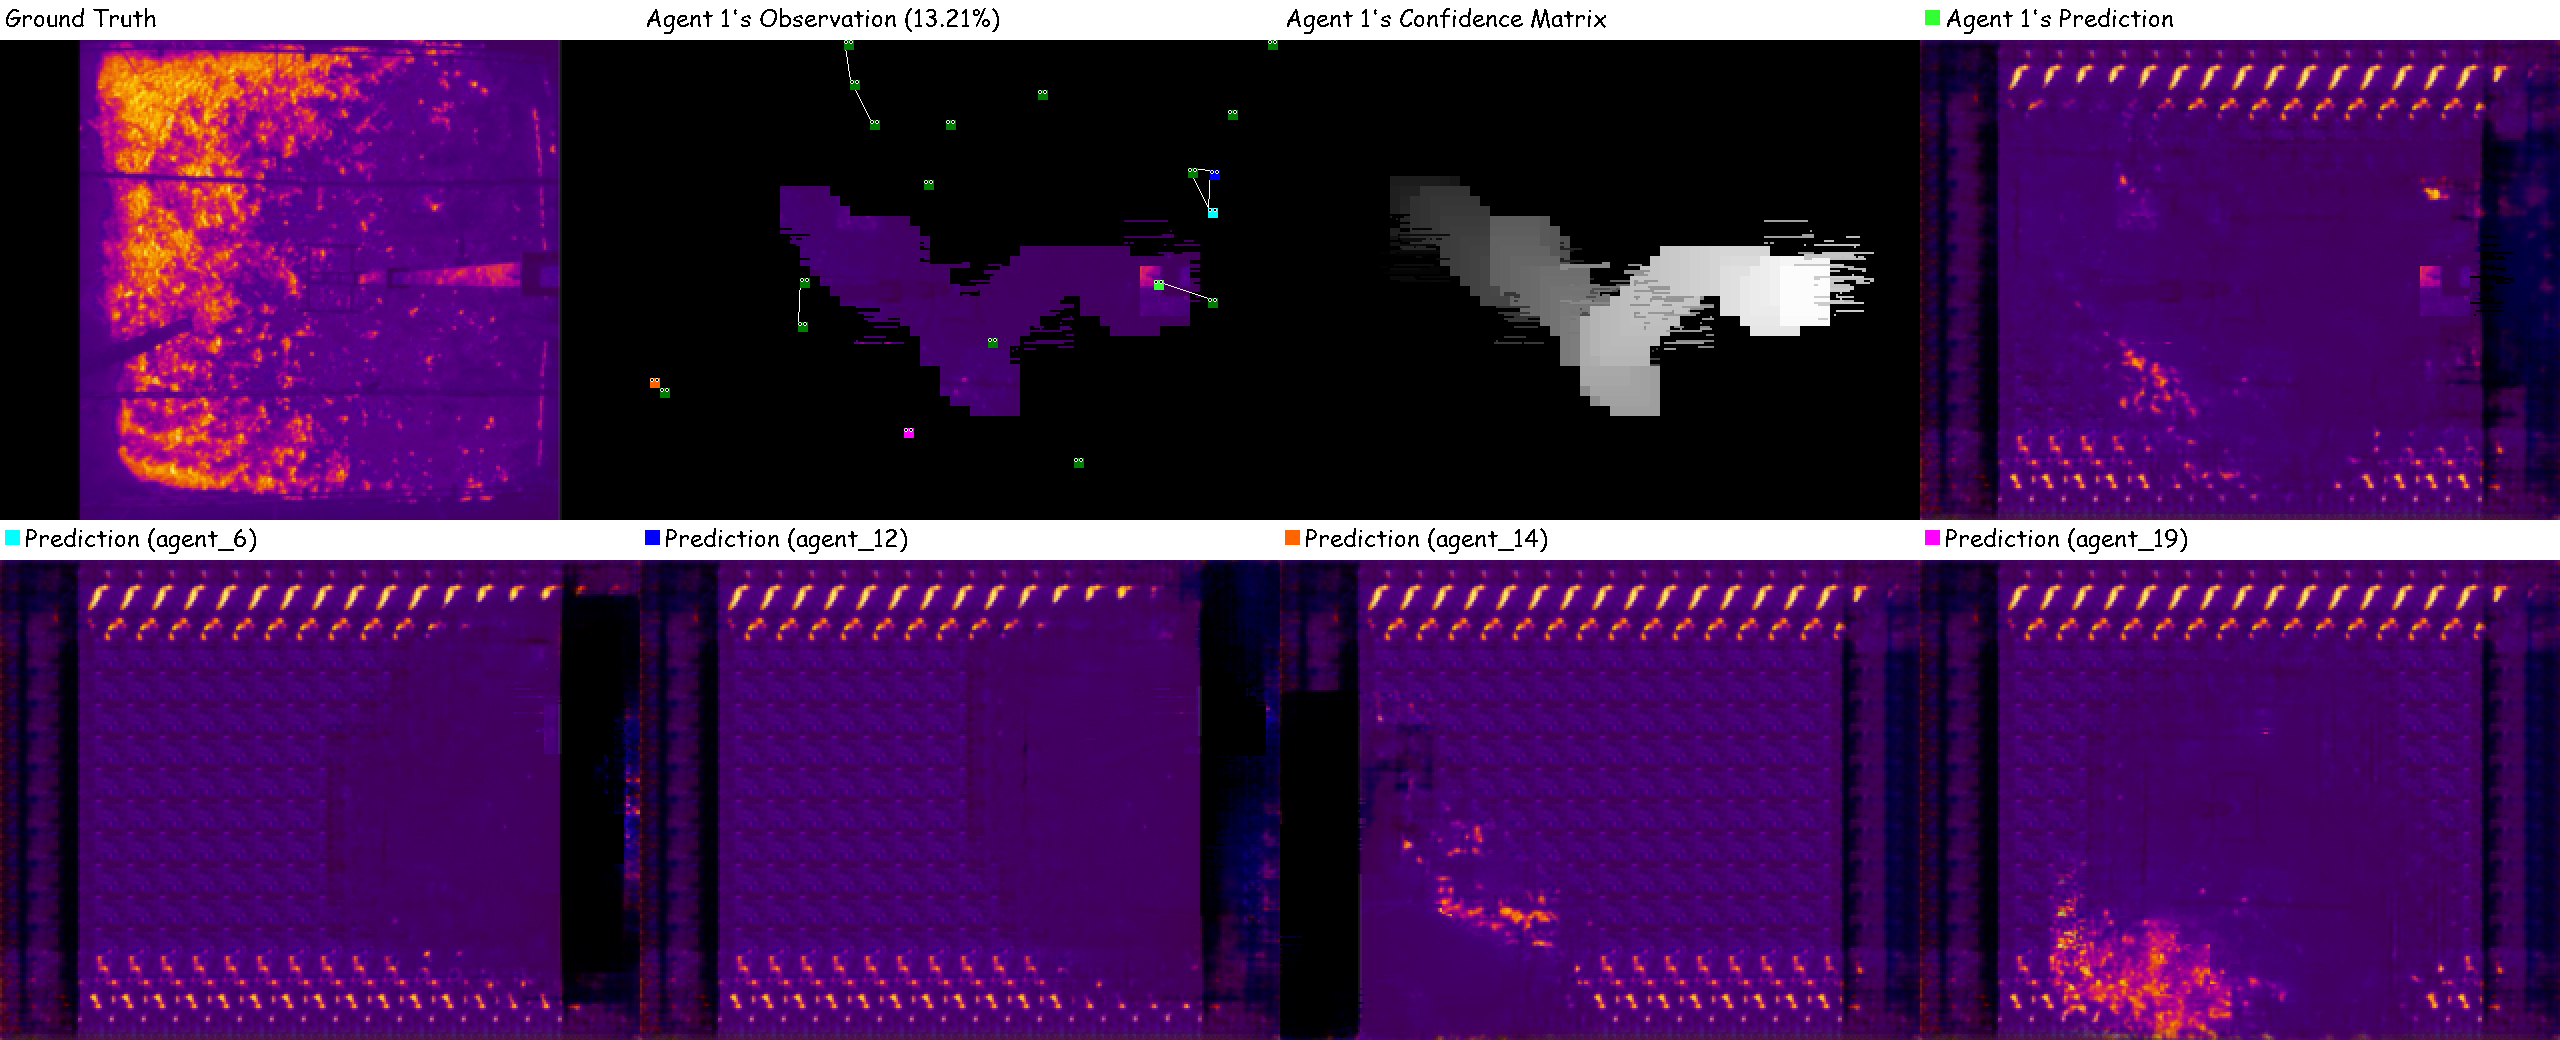 Ground Truth
Agent 1's Observation (13.21%)
Agent 1's Confidence Matrix
Agent 1's Prediction
Prediction (agent_6)
Prediction (agent_12)
Prediction (agent_14)
Prediction (agent_19)